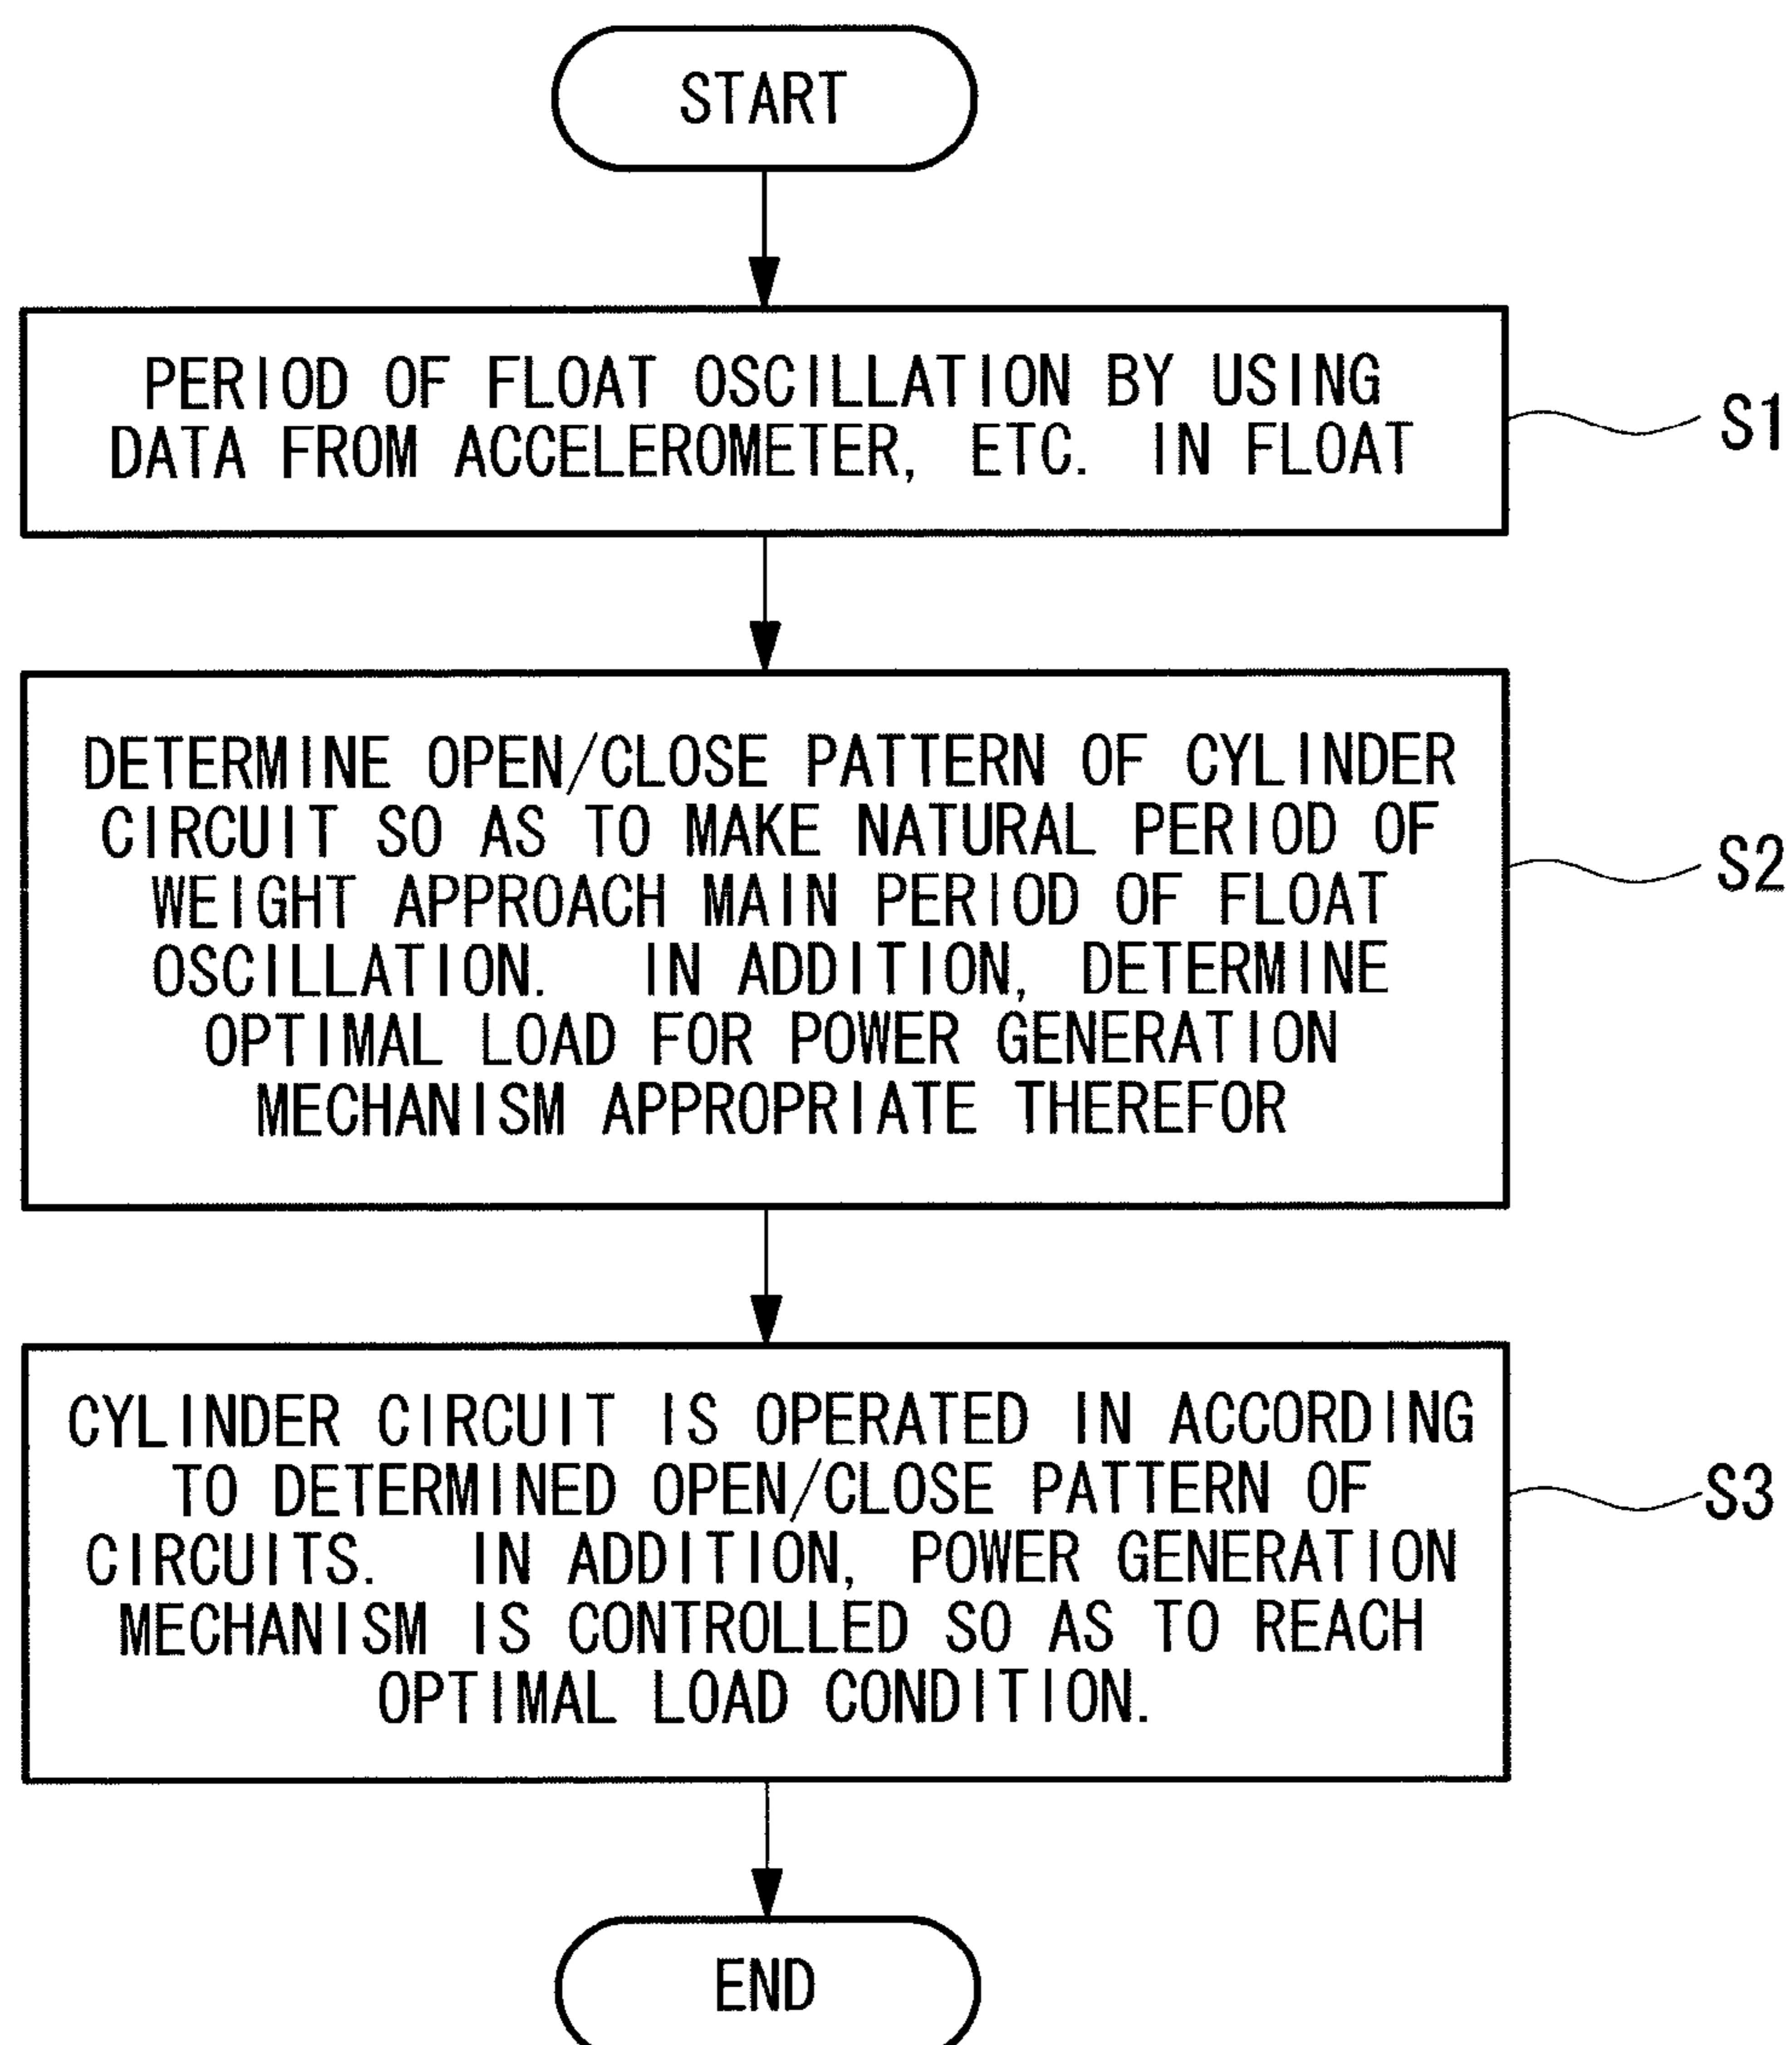 START
PERIOD OF FLOAT OSCILLATION BY USING
DATA FROM ACCELEROMETER, ETC. IN FLOAT
S1
DETERMINE OPEN/CLOSE PATTERN OF CYLINDER
CIRCUIT SO AS TO MAKE NATURAL PERIOD OF
WEIGHT APPROACH MAIN PERIOD OF FLOAT
OSCILLATION. IN ADDITION, DETERMINE
OPTIMAL LOAD FOR POWER GENERATION
MECHANISM APPROPRIATE THEREFOR
S2
CYLINDER CIRCUIT IS OPERATED IN ACCORDING
TO DETERMINED OPEN/CLOSE PATTERN OF
CIRCUITS. IN ADDITION, POWER GENERATION
MECHANISM IS CONTROLLED SO AS TO REACH
OPTIMAL LOAD CONDITION.
S3
END